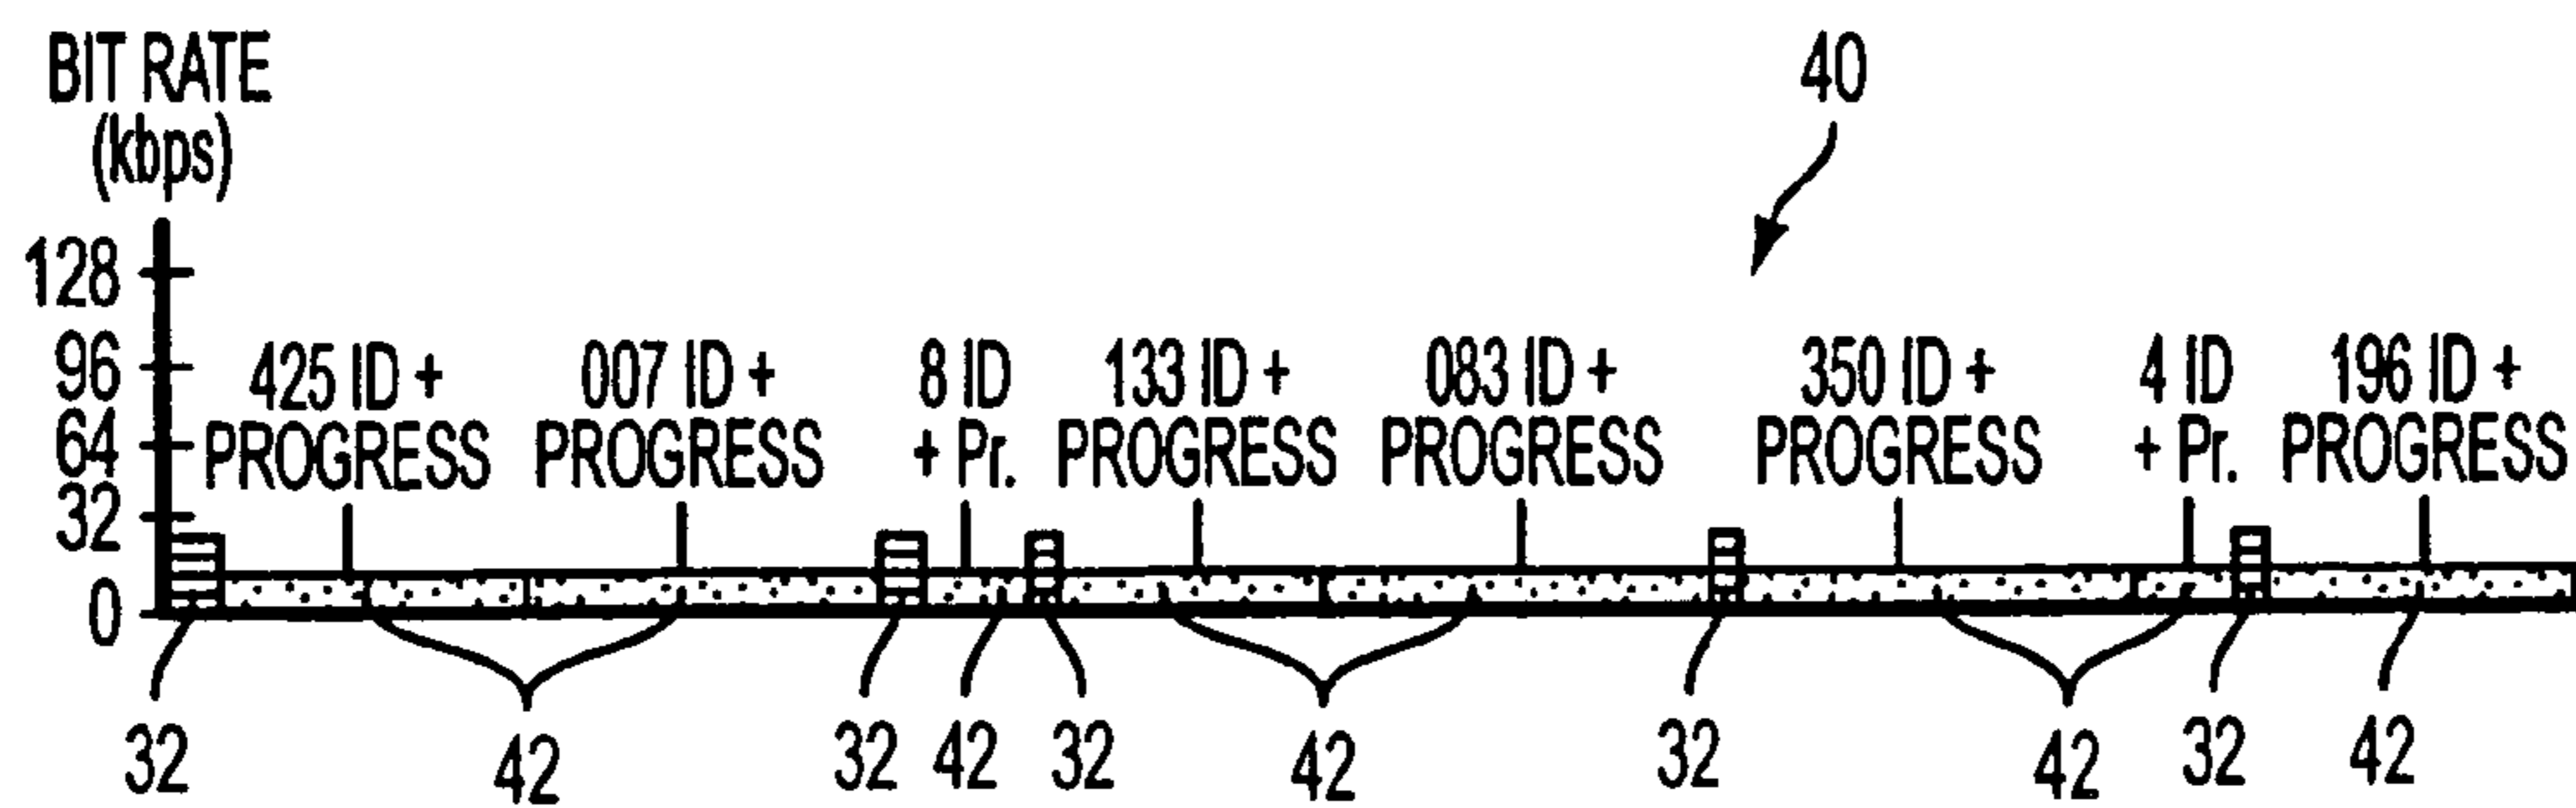 BIT RATE
(kbps)
40
128
96
64
32
0
425 ID +
PROGRESS
007 ID +
PROGRESS
8 ID
+ Pr.
133 ID +
PROGRESS
083 ID +
PROGRESS
350 ID +
PROGRESS
4 ID
+ Pr.
196 ID +
PROGRESS
32
42
32
42
32
42
32
42
32
42